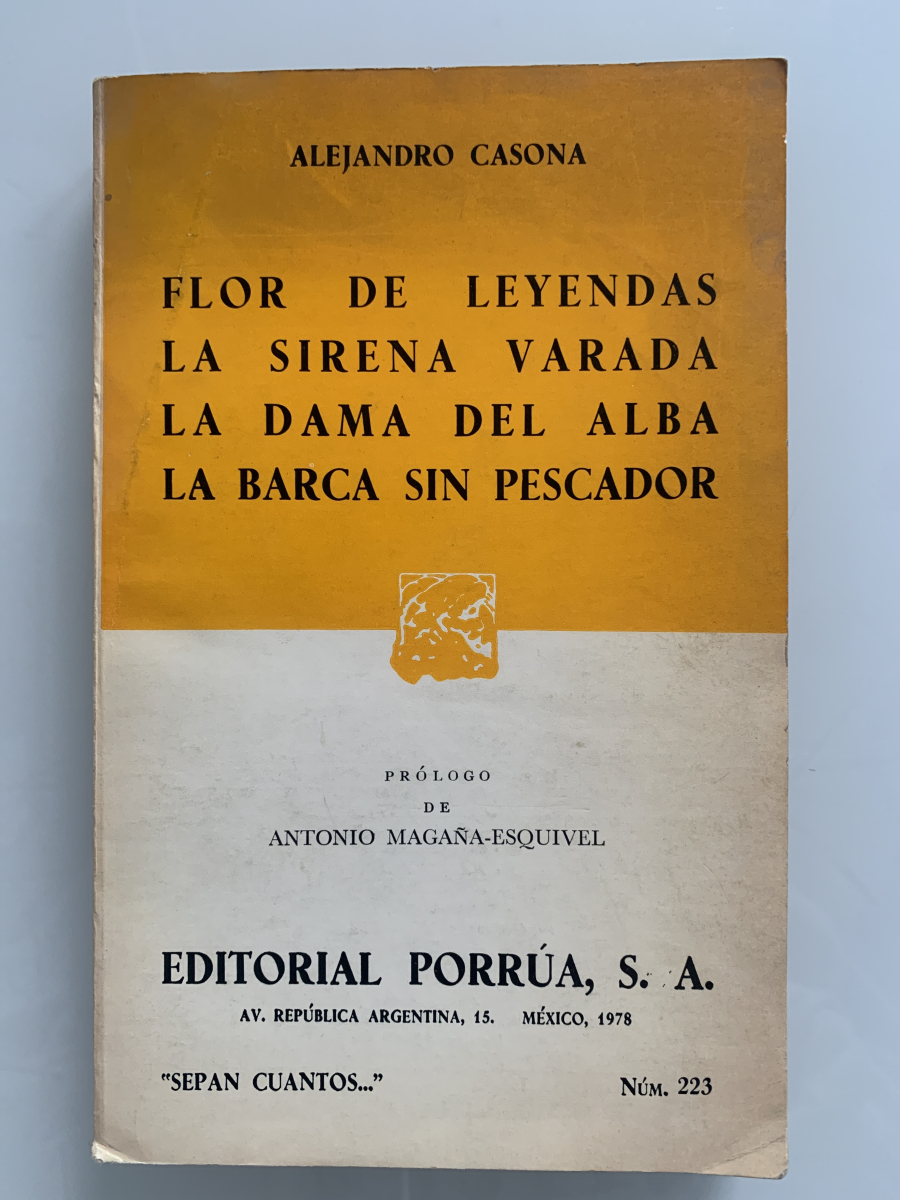 ALEJANDRO CASONA
FLOR DE LEYENDAS
LA SIRENA VARADA
LA DAMA DEL ALBA
LA BARCA SIN PESCADOR
PRÓLOGO
DE
ANTONIO MAGAÑA-ESQUIVEL
EDITORIAL PORRÚA, S. A.
AV. REPÚBLICA ARGENTINA, 15. MÉXICO, 1978
“SEPAN CUANTOS...” NÚM. 223